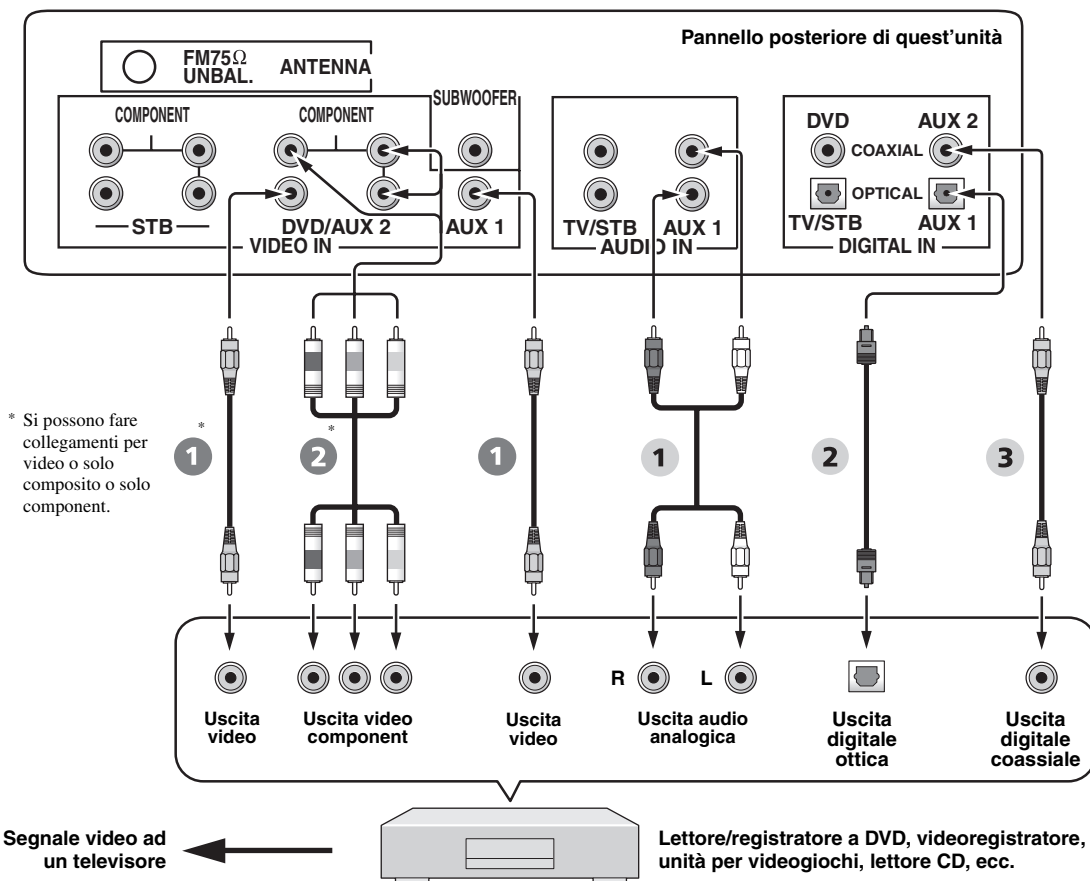 Pannello posteriore di quest'unità
FM75Ω
UNBAL.
ANTENNA
SUBWOOFER
COMPONENT
COMPONENT
STB
DVD/AUX 2
AUX 1
VIDEO IN
TV/STB
AUX 1
AUDIO IN
DVD
AUX 2
COAXIAL
OPTICAL
TV/STB
AUX 1
DIGITAL IN
* Si possono fare
collegamenti per
video o solo
composito o solo
component.
1*
2*
1
1
2
3
R
L
Uscita
video
Uscita video
component
Uscita
video
Uscita audio
analogica
Uscita
digitale
ottica
Uscita
digitale
coassiale
Segnale video ad
un televisore
Lettore/registratore a DVD, videoregistratore,
unità per videogiochi, lettore CD, ecc.